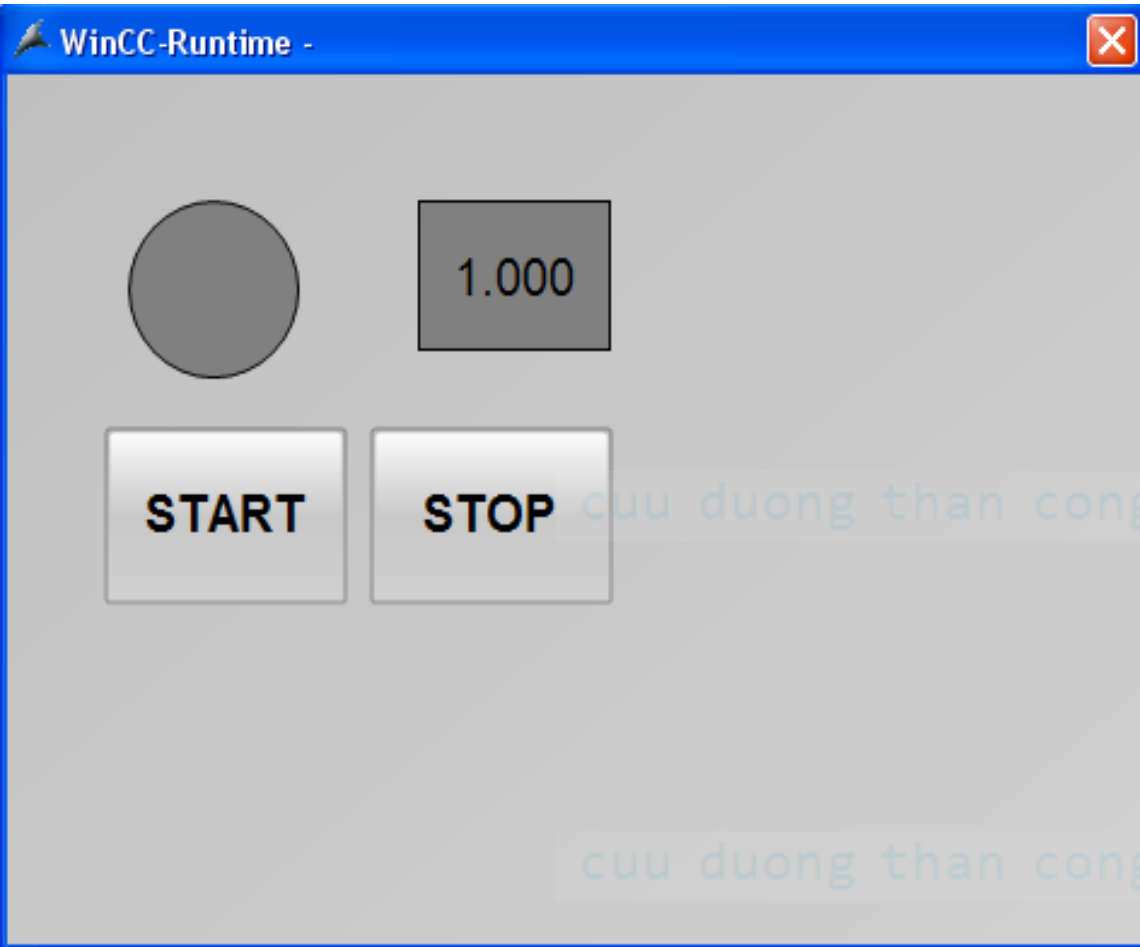 WinCC-Runtime -
1.000
START
STOP
cuu duong than cong
cuu duong than cong